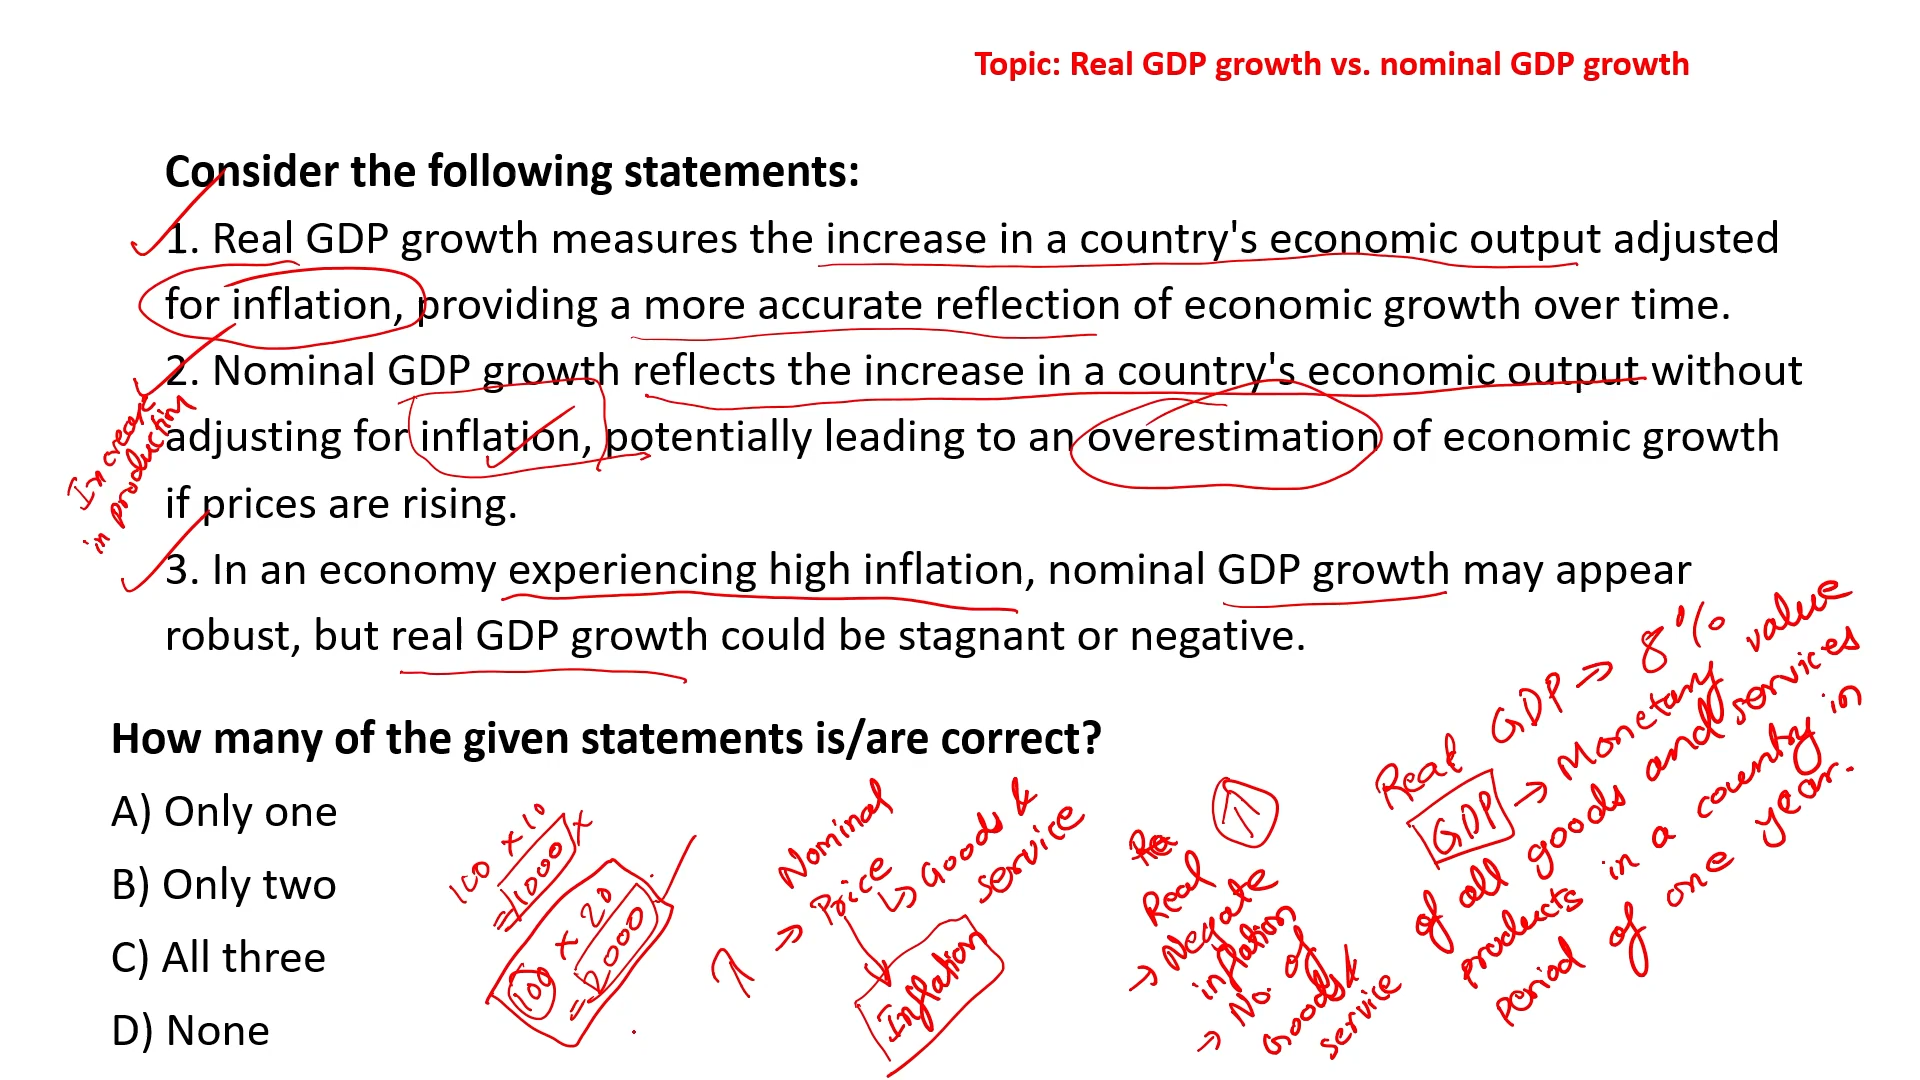 Topic: Real GDP growth vs. nominal GDP growth
Consider the following statements:
1. Real GDP growth measures the increase in a country's economic output adjusted
for inflation, providing a more accurate reflection of economic growth over time.
2. Nominal GDP growth reflects the increase in a country's economic output without
adjusting for inflation, potentially leading to an overestimation of economic growth
if prices are rising.
3. In an economy experiencing high inflation, nominal GDP growth may appear
robust, but real GDP growth could be stagnant or negative.
Increase
in production
How many of the given statements is/are correct?
A) Only one
B) Only two
C) All three
D) None
100 × 10
= 1000 ×
100 × 20
= 2000
Nominal
→ Price
↳ Goods &
service
Inflation
Re
Real
→ Negate
inflation
→ No. of
Goods &
service
Real GDP → 8%
GDP → Monetary value
of all goods and services
products in a country in
period of one year.